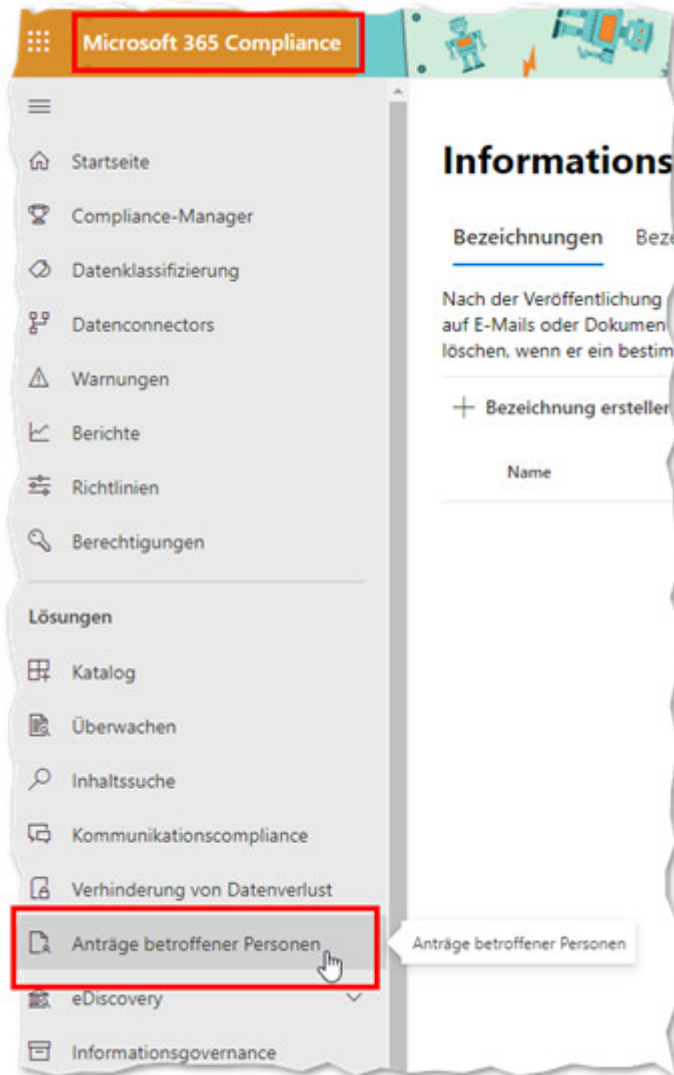 Microsoft 365 Compliance
Startseite
Compliance-Manager
Datenklassifizierung
Datenconnectors
Warnungen
Berichte
Richtlinien
Berechtigungen
Lösungen
Katalog
Überwachen
Inhaltssuche
Kommunikationscompliance
Verhinderung von Datenverlust
Anträge betroffener Personen
Anträge betroffener Personen
eDiscovery
Informationsgovernance
Informations
Bezeichnungen Beze
Nach der Veröffentlichung
auf E-Mails oder Dokumen
löschen, wenn er ein bestim
+ Bezeichnung erstellen
Name